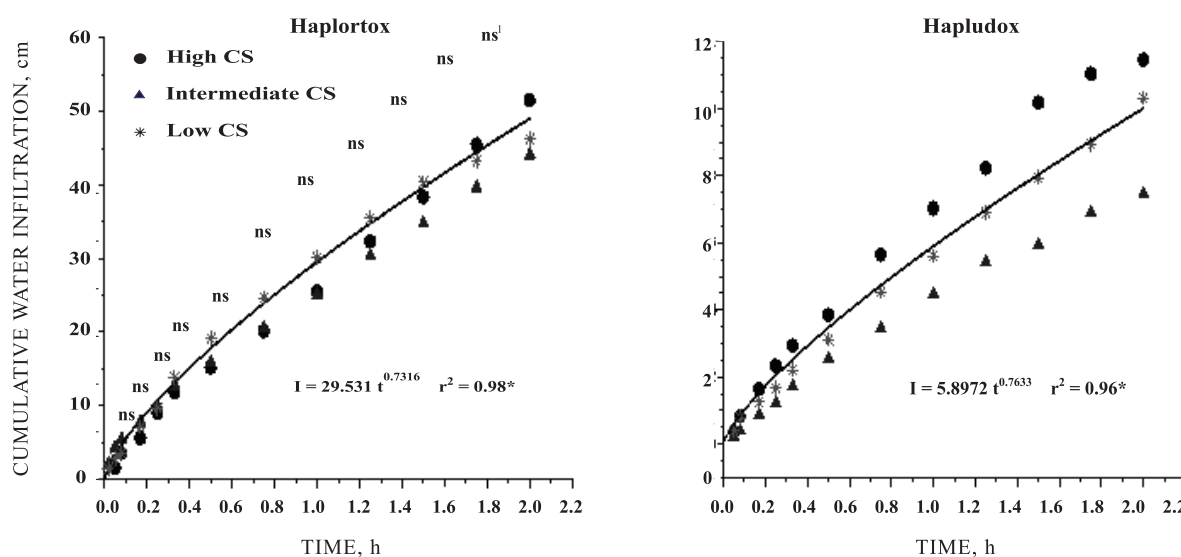 Haplortox
Hapludox
CUMULATIVE WATER INFILTRATION, cm
60
50
40
30
20
10
0
High CS
Intermediate CS
Low CS
ns¹
ns
ns
ns
ns
ns
ns
ns
ns
ns
ns
I = 29.531 t^0.7316 r² = 0.98*
0.0 0.2 0.4 0.6 0.8 1.0 1.2 1.4 1.6 1.8 2.0 2.2
TIME, h
12
10
8
6
4
2
0
I = 5.8972 t^0.7633 r² = 0.96*
0.0 0.2 0.4 0.6 0.8 1.0 1.2 1.4 1.6 1.8 2.0 2.2
TIME, h